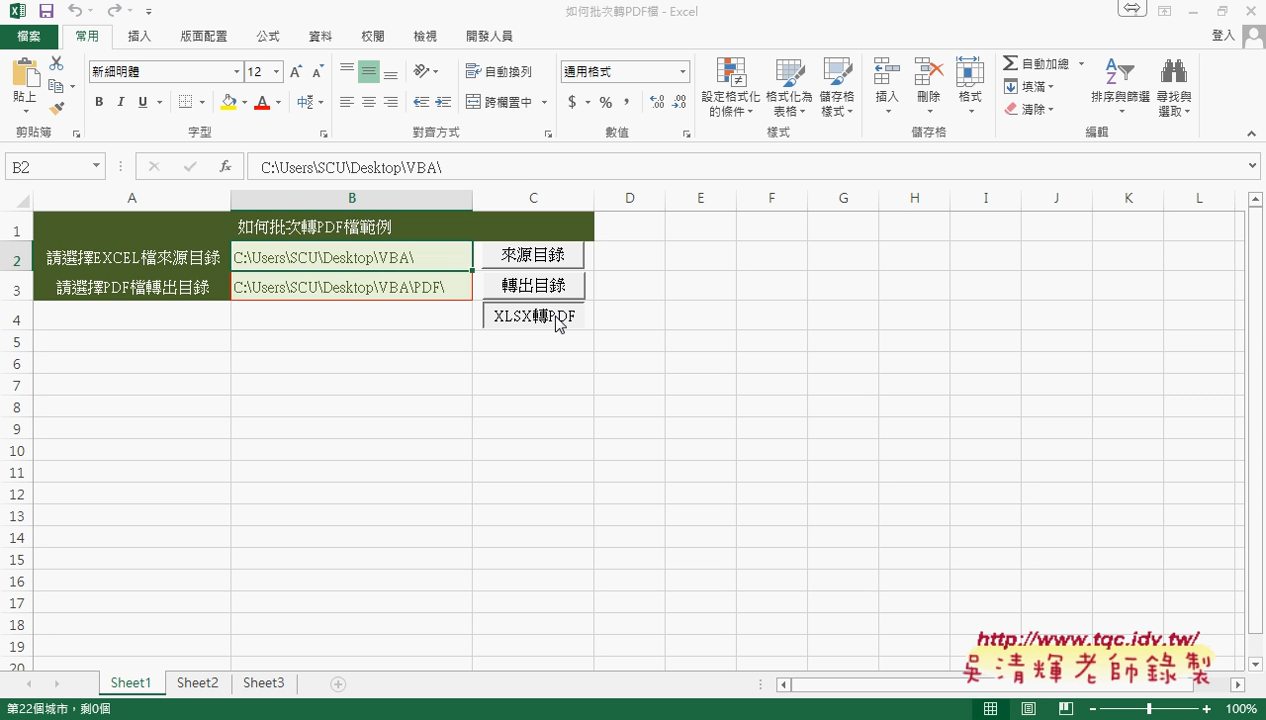 如何批次轉PDF檔 - Excel
檔案 常用 插入 版面配置 公式 資料 校閱 檢視 開發人員 登入
貼上 新細明體 12 自動換列 通用格式 設定格式化的條件 格式化為表格 儲存格樣式 插入 刪除 格式 自動加總 填滿 清除 排序與篩選 尋找與選取
B I U 跨欄置中 $ % ,
剪貼簿 字型 對齊方式 數值 樣式 儲存格 編輯
B2 fx C:\Users\SCU\Desktop\VBA\
A B C D E F G H I J K L
1 如何批次轉PDF檔範例
2 請選擇EXCEL檔來源目錄 C:\Users\SCU\Desktop\VBA\ 來源目錄
3 請選擇PDF檔轉出目錄 C:\Users\SCU\Desktop\VBA\PDF\ 轉出目錄
4 XLSX轉PDF
5
6
7
8
9
10
11
12
13
14
15
16
17
18
19
20
http://www.tqc.idv.tw/
吳清輝老師錄製
Sheet1 Sheet2 Sheet3
第22個城市，剩0個 100%